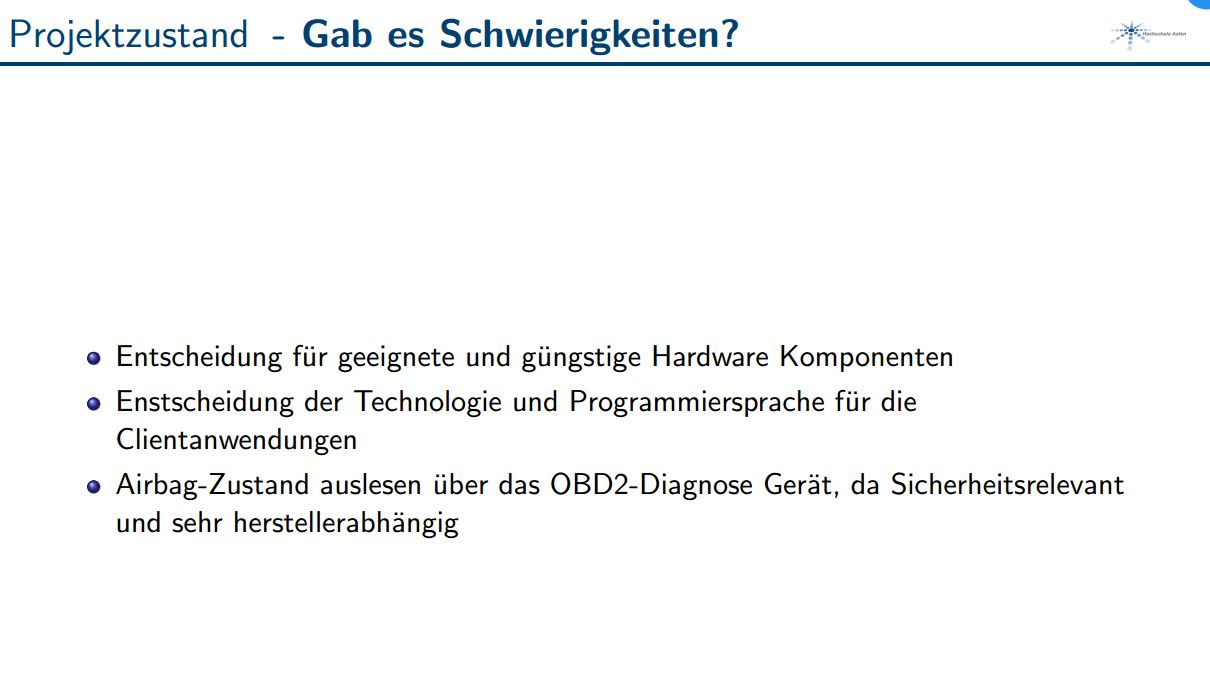 Projektzustand - Gab es Schwierigkeiten?
Hochschule Aalen
Entscheidung für geeignete und güngstige Hardware Komponenten
Enstscheidung der Technologie und Programmiersprache für die
Clientanwendungen
Airbag-Zustand auslesen über das OBD2-Diagnose Gerät, da Sicherheitsrelevant
und sehr herstellerabhängig